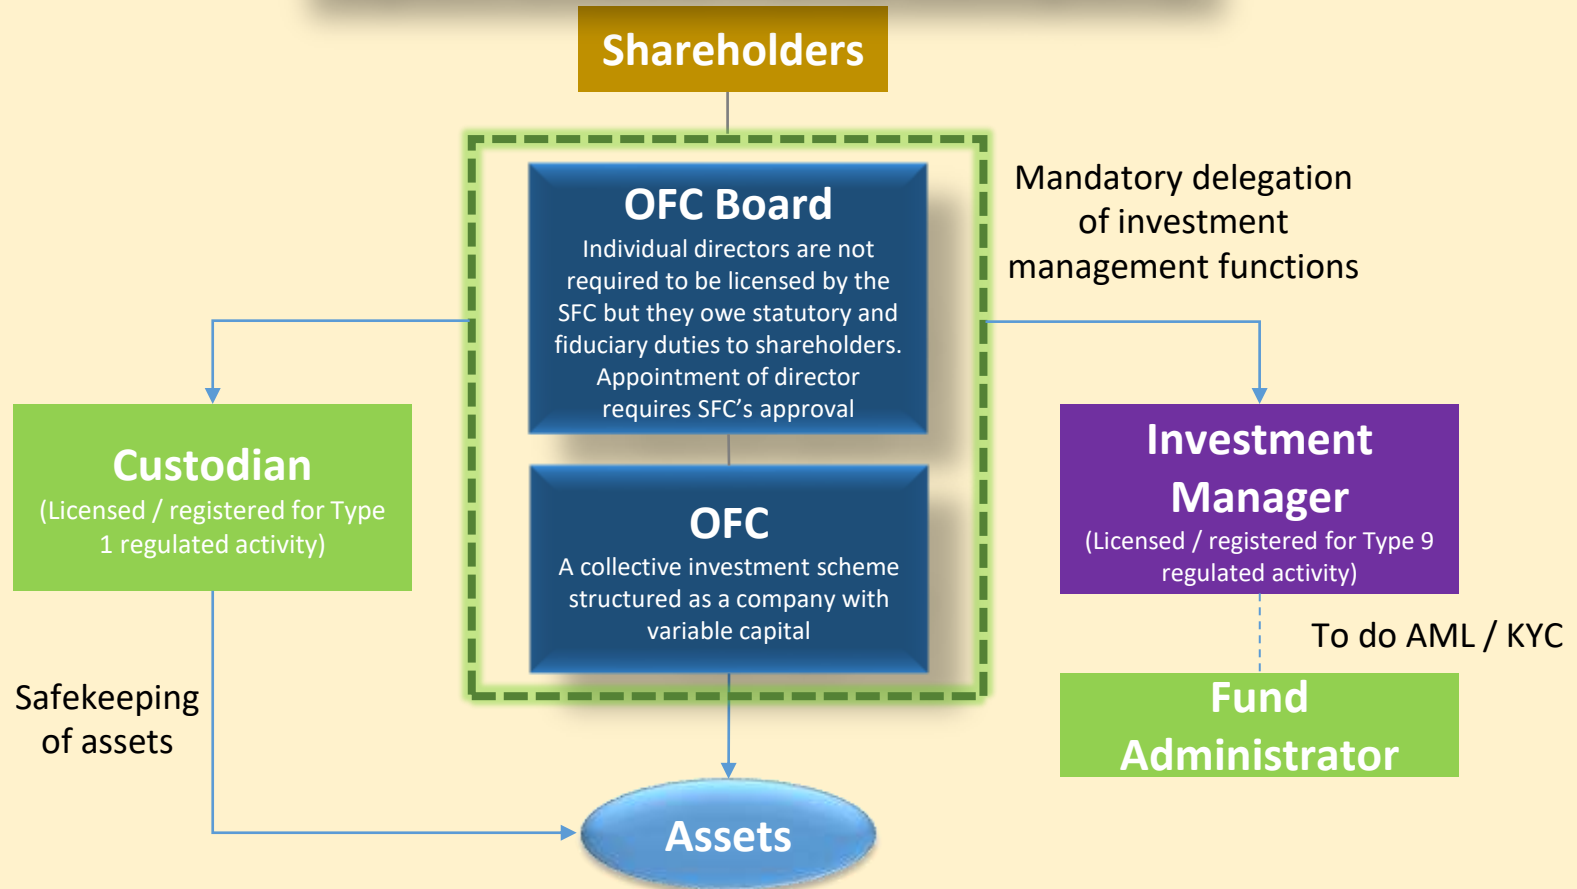 Shareholders
OFC Board
Individual directors are not
required to be licensed by the
SFC but they owe statutory and
fiduciary duties to shareholders.
Appointment of director
requires SFC’s approval
Mandatory delegation
of investment
management functions
Custodian
(Licensed / registered for Type
1 regulated activity)
OFC
A collective investment scheme
structured as a company with
variable capital
Investment
Manager
(Licensed / registered for Type 9
regulated activity)
To do AML / KYC
Safekeeping
of assets
Fund
Administrator
Assets